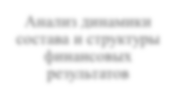 Анализ динамики
состава и структуры
финансовых
результатов